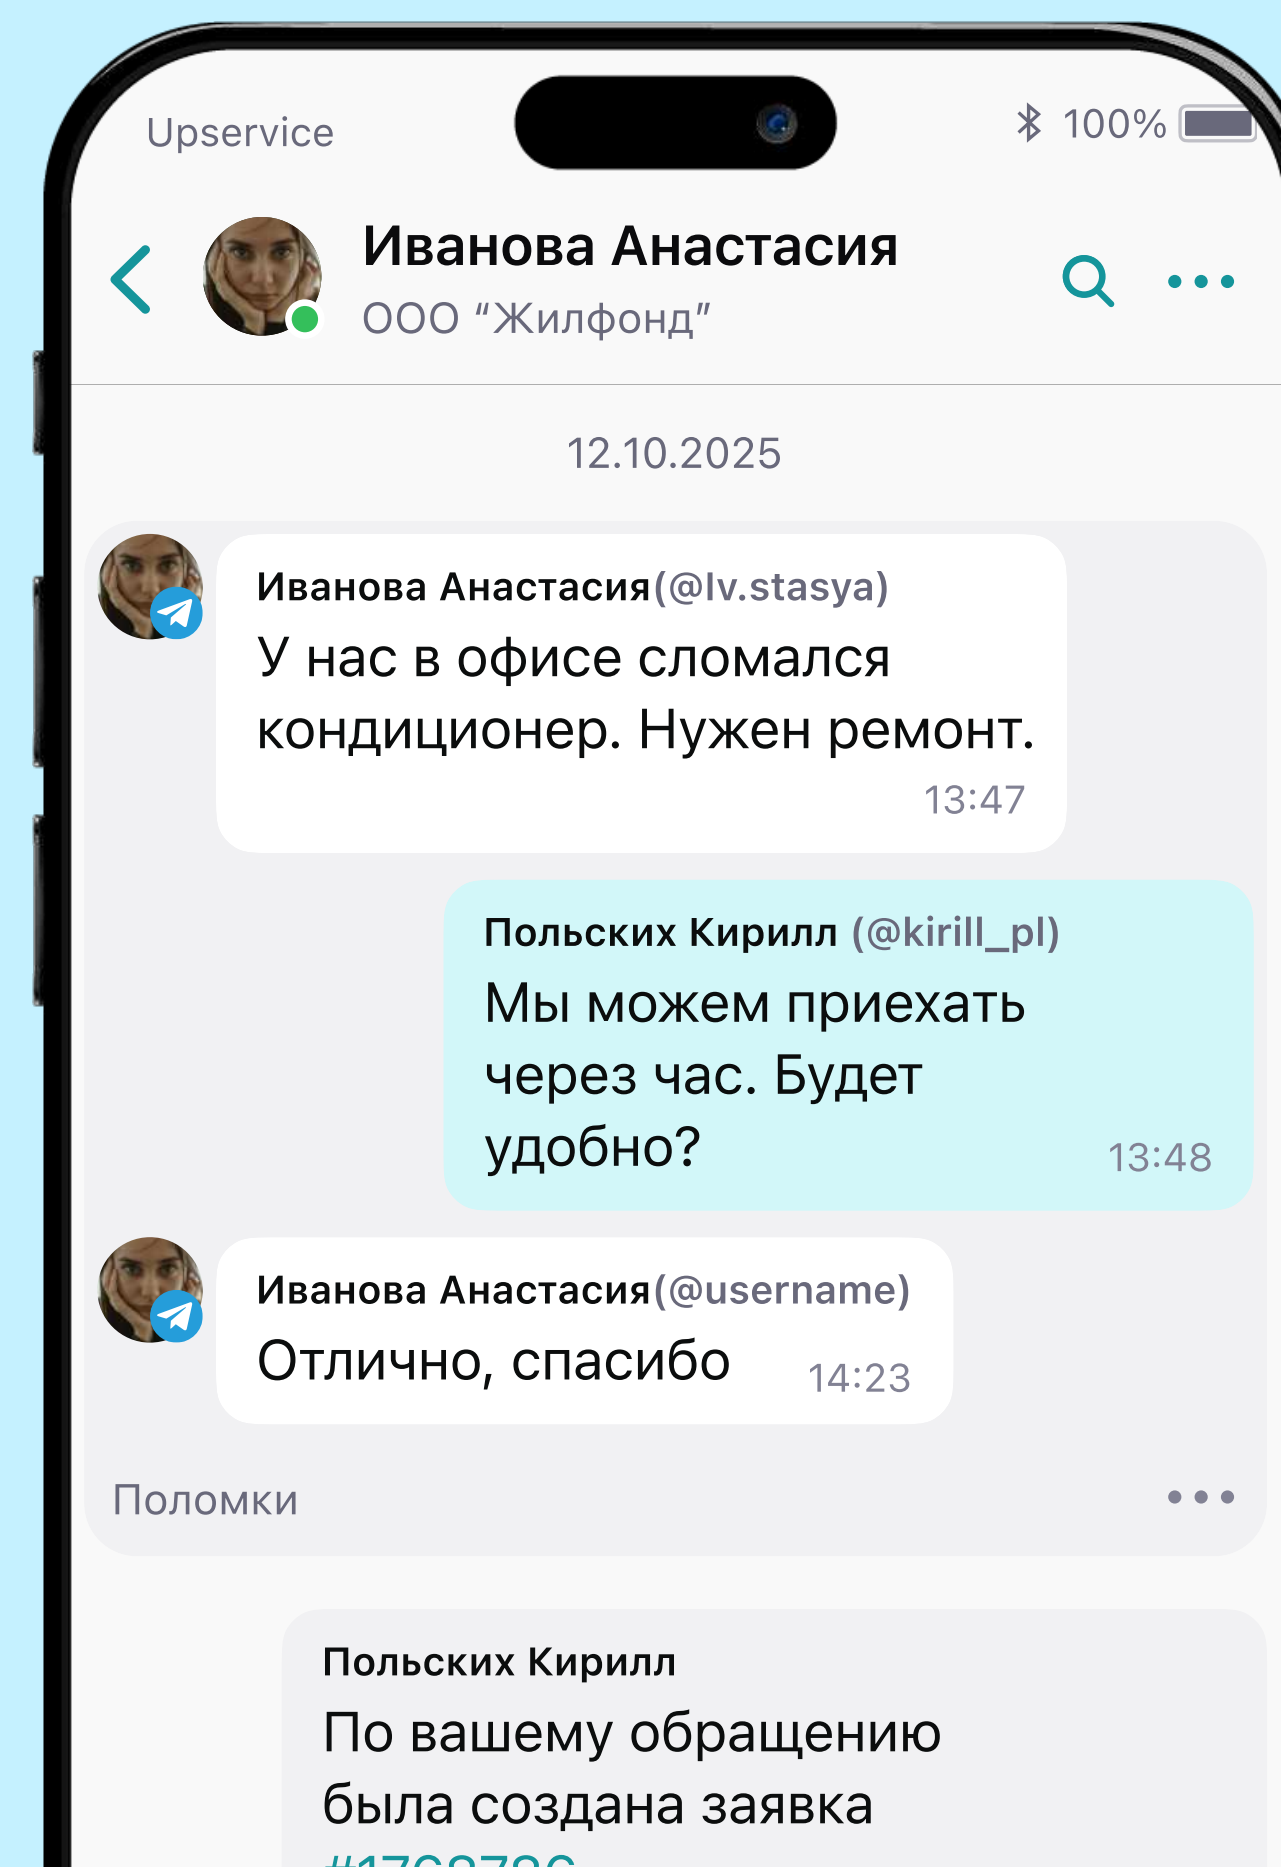 Upservice
100%
Иванова Анастасия
ООО “Жилфонд”
12.10.2025
Иванова Анастасия(@Iv.stasya)
У нас в офисе сломался
кондиционер. Нужен ремонт.
13:47
Польских Кирилл (@kirill_pl)
Мы можем приехать
через час. Будет
удобно?
13:48
Иванова Анастасия(@username)
Отлично, спасибо
14:23
Поломки
Польских Кирилл
По вашему обращению
была создана заявка